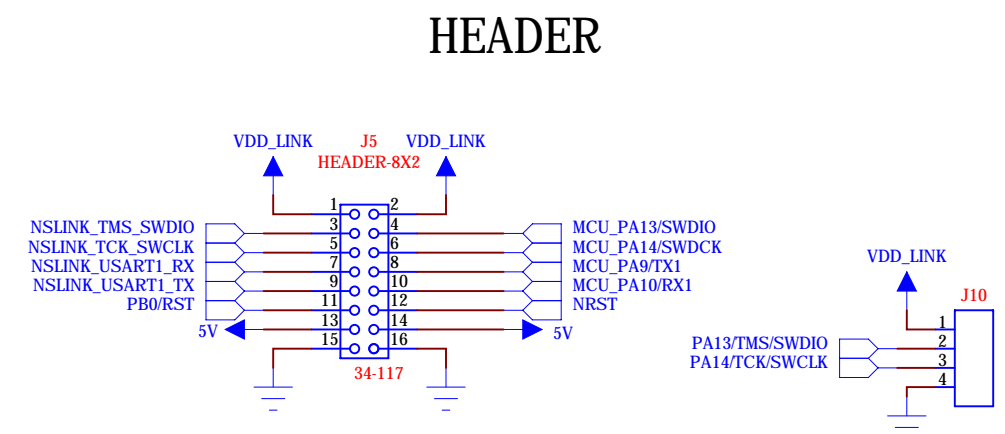 HEADER
VDD_LINK J5 VDD_LINK
HEADER-8X2
1 2
NSLINK_TMS_SWDIO 3 4 MCU_PA13/SWDIO
NSLINK_TCK_SWCLK 5 6 MCU_PA14/SWDCK
NSLINK_USART1_RX 7 8 MCU_PA9/TX1
NSLINK_USART1_TX 9 10 MCU_PA10/RX1
PB0/RST 11 12 NRST
5V 13 14 5V
15 16
34-117
VDD_LINK
J10
1
PA13/TMS/SWDIO 2
PA14/TCK/SWCLK 3
4